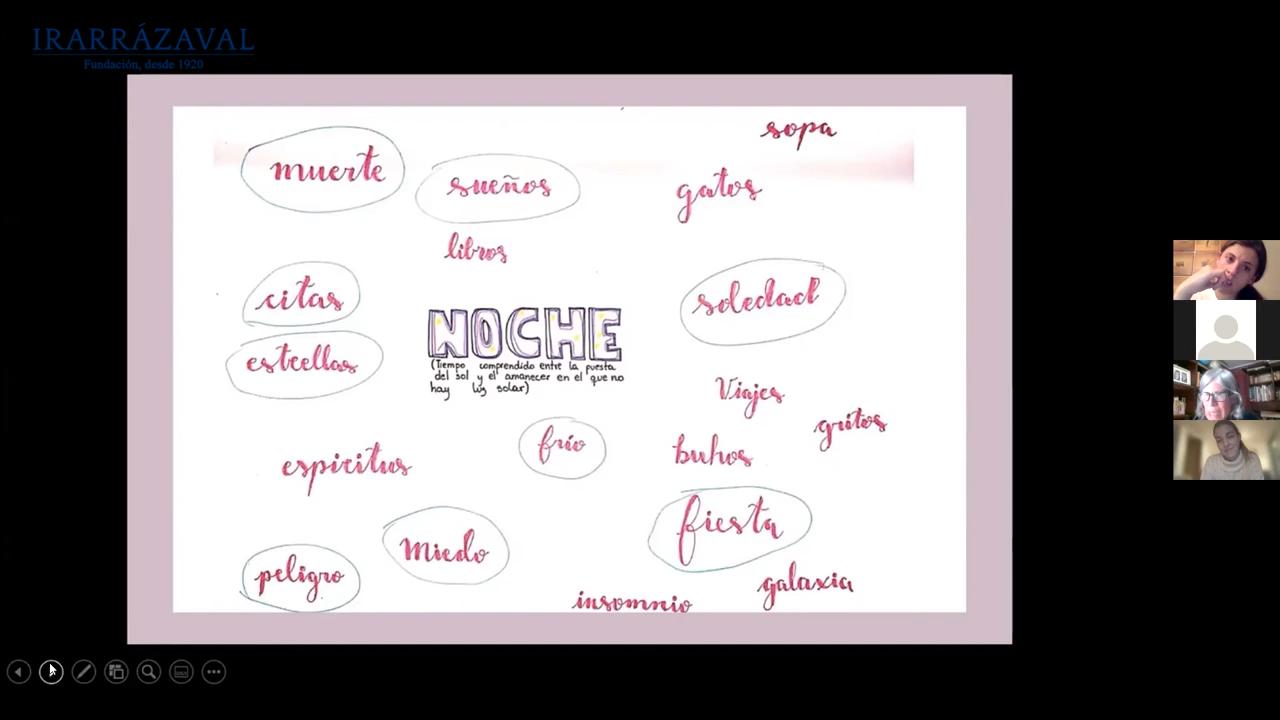 IRARRÁZAVAL
Fundación, desde 1920
sopa
muerte
sueños
gatos
libros
citas
soledad
NOCHE
(Tiempo comprendido entre la puesta
del sol y el amanecer en el que no
hay luz solar)
estrellas
Viajes
gritos
frío
buhos
espiritus
fiesta
Miedo
peligro
galaxia
insomnio